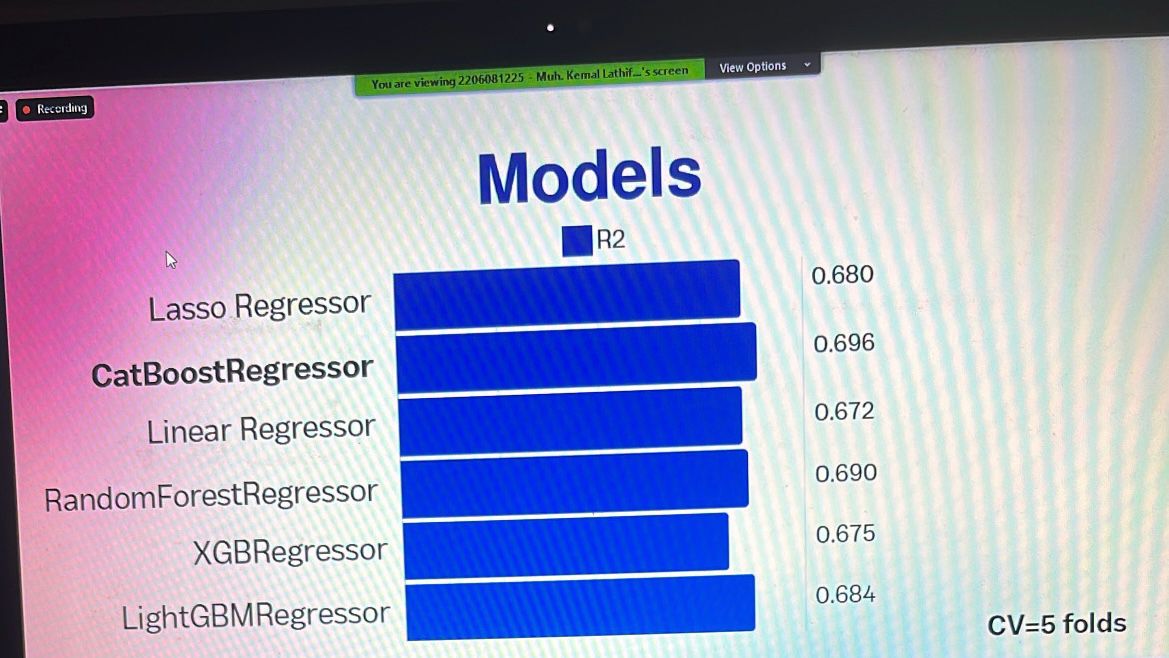 You are viewing 2206081225 - Muh. Kemal Lathif...'s screen
View Options
Recording
Models
R2
Lasso Regressor 0.680
CatBoostRegressor 0.696
Linear Regressor 0.672
RandomForestRegressor 0.690
XGBRegressor 0.675
LightGBMRegressor 0.684
CV=5 folds